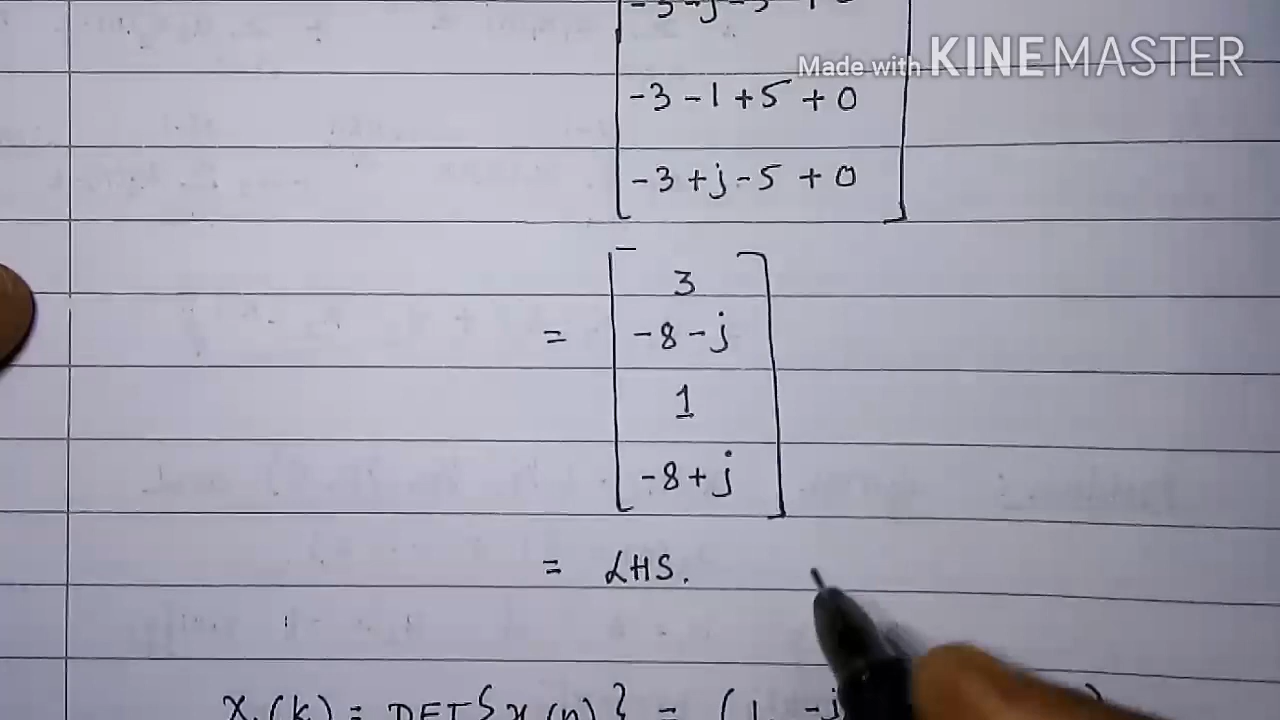 Made with KINEMASTER
-3-1+5+0
-3+j-5+0
3
= -8-j
1
-8+j
= LHS.